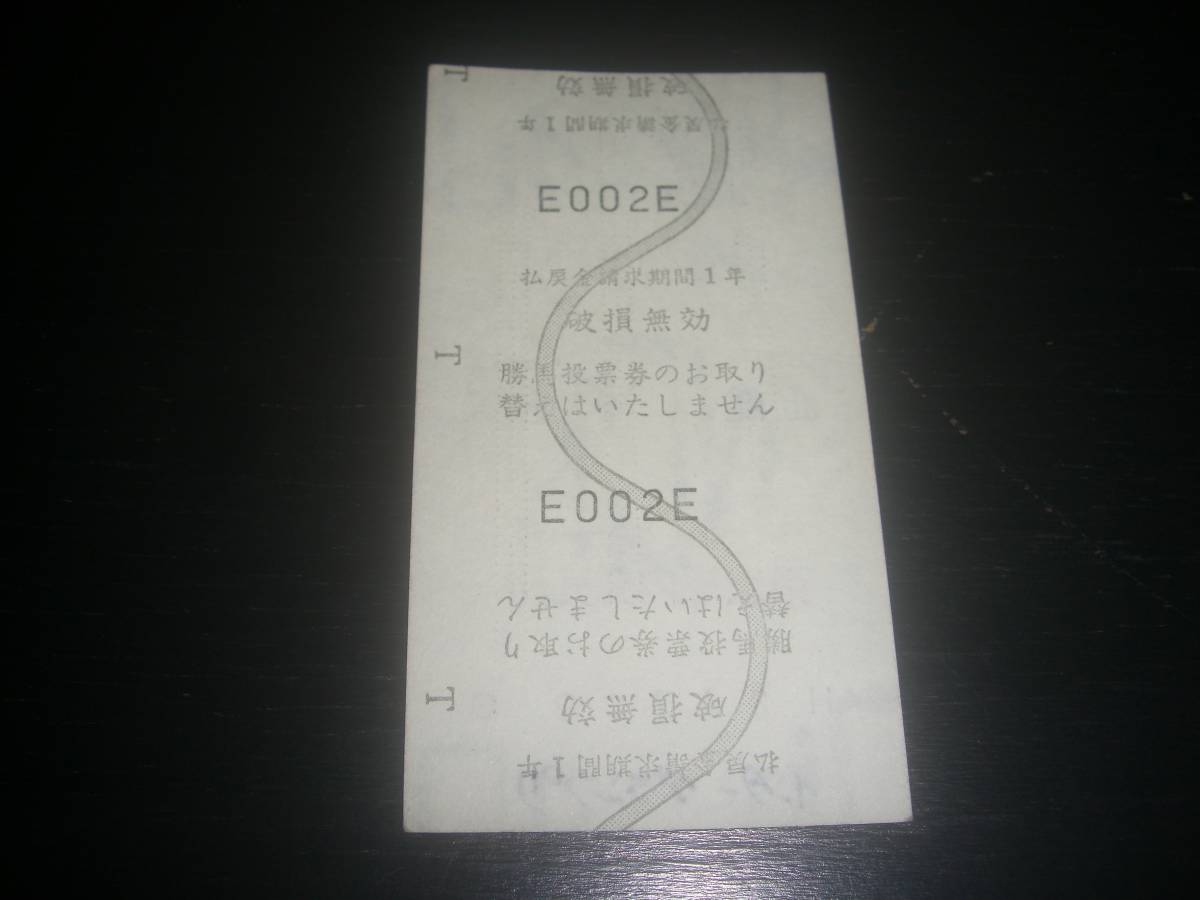 T
破損無効
払戻金請求期間1年
E002E
払戻金請求期間1年
破損無効
T
勝馬投票券のお取り
替えはいたしません
E002E
替えはいたしません
勝馬投票券のお取り
T
破損無効
払戻金請求期間1年